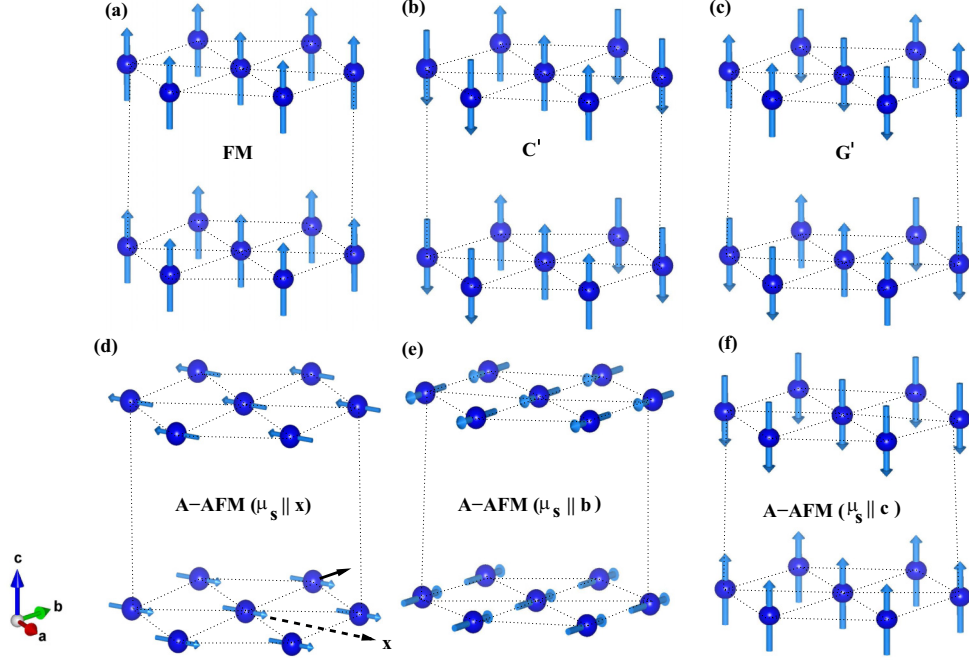 (a)
(b)
(c)
FM
C'
G'
(d)
(e)
(f)
A−AFM (μs || x)
A−AFM (μs || b)
A−AFM (μs || c)
c
b
a
x